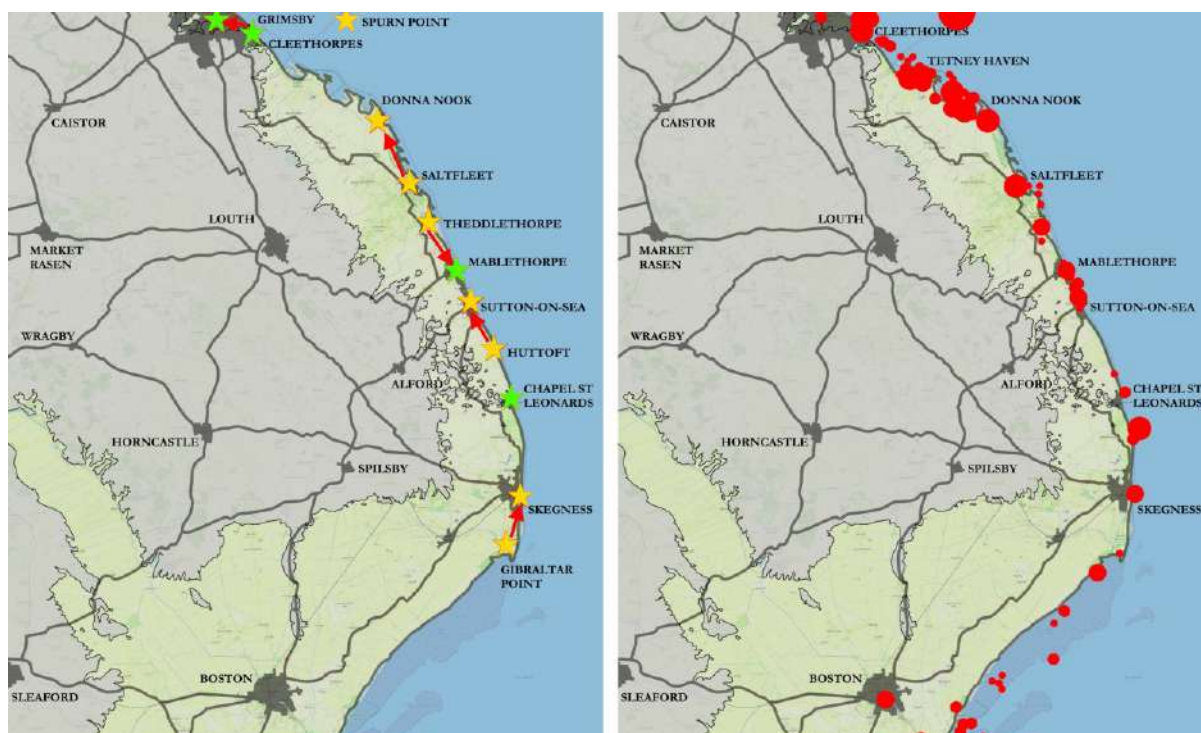 GRIMSBY
SPURN POINT
CLEETHORPES
DONNA NOOK
CAISTOR
SALTFLEET
LOUTH
THEDDLETHORPE
MARKET
RASEN
MABLETHORPE
SUTTON-ON-SEA
WRAGBY
HUTTOFT
ALFORD
CHAPEL ST
LEONARDS
HORNCASTLE
SPILSBY
SKEGNESS
GIBRALTAR
POINT
BOSTON
SLEAFORD
CLEETHORPES
TETNEY HAVEN
DONNA NOOK
CAISTOR
SALTFLEET
LOUTH
MARKET
RASEN
MABLETHORPE
SUTTON-ON-SEA
WRAGBY
ALFORD
CHAPEL ST
LEONARDS
HORNCASTLE
SPILSBY
SKEGNESS
BOSTON
SLEAFORD